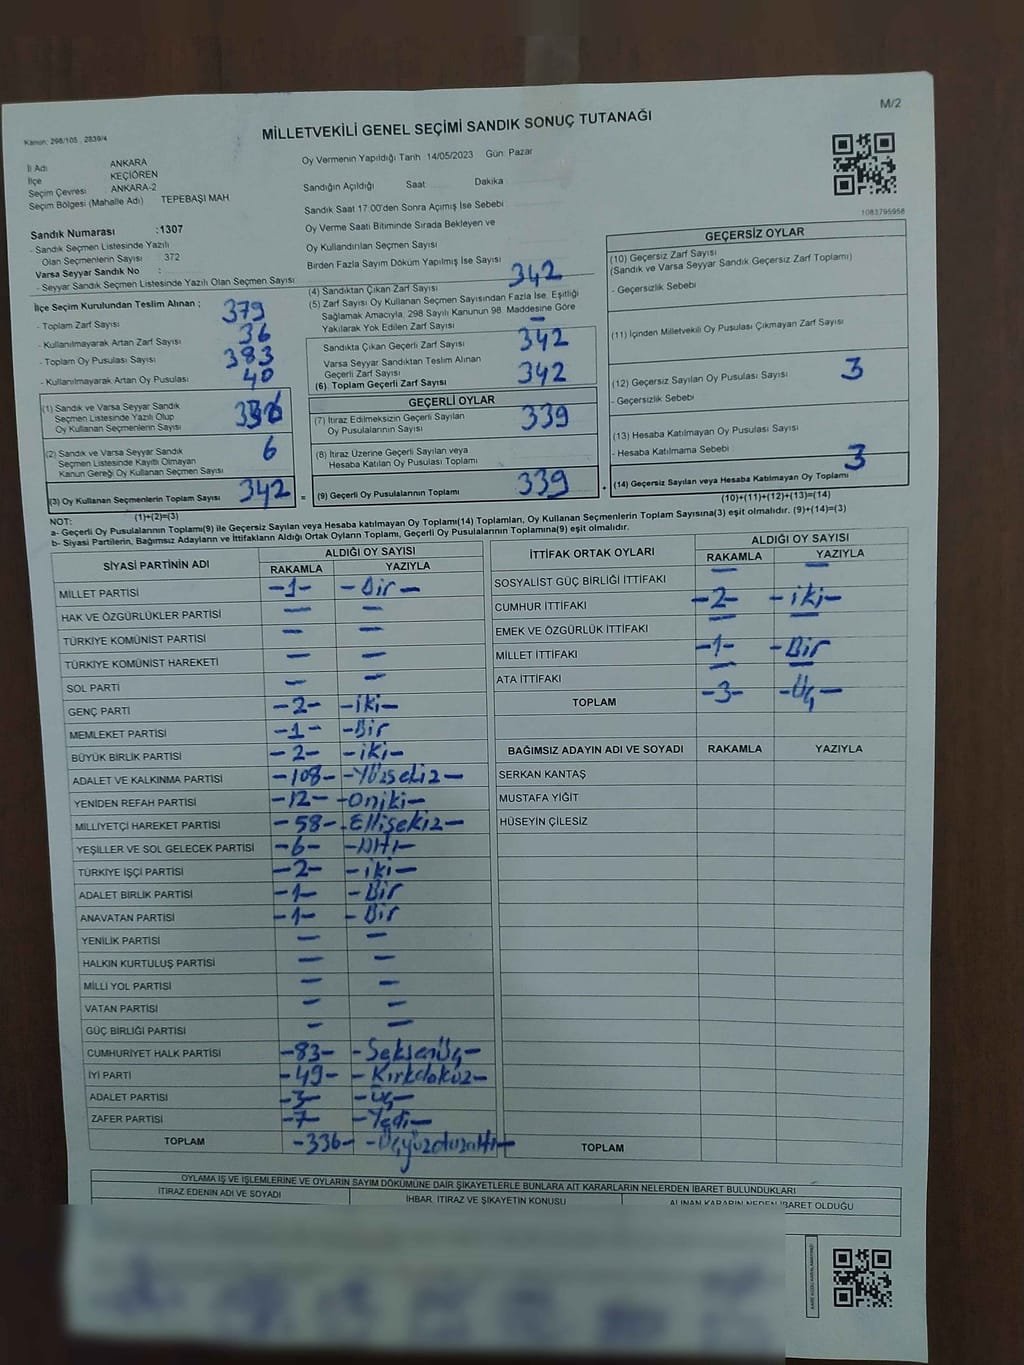 M/2
Kanun: 298/105 , 2839/4
MİLLETVEKİLİ GENEL SEÇİMİ SANDIK SONUÇ TUTANAĞI
İl Adı ANKARA
İlçe KEÇİÖREN
Seçim Çevresi : ANKARA-2
Seçim Bölgesi (Mahalle Adı) TEPEBAŞI MAH
Oy Vermenin Yapıldığı Tarih 14/05/2023 Gün Pazar
Sandığın Açıldığı Saat Dakika
Sandık Saat 17:00'den Sonra Açımış İse Sebebi
Oy Verme Saati Bitiminde Sırada Bekleyen ve
Oy Kullandırılan Seçmen Sayısı
Birden Fazla Sayım Döküm Yapılmış İse Sayısı
1083795958
Sandık Numarası :1307
- Sandık Seçmen Listesinde Yazılı
Olan Seçmenlerin Sayısı : 372
Varsa Seyyar Sandık No :
- Seyyar Sandık Seçmen Listesinde Yazılı Olan Seçmen Sayısı
İlçe Seçim Kurulundan Teslim Alınan ;
- Toplam Zarf Sayısı 379
- Kullanılmayarak Artan Zarf Sayısı 36
- Toplam Oy Pusulası Sayısı 383
- Kullanılmayarak Artan Oy Pusulası 40
(1) Sandık ve Varsa Seyyar Sandık
Seçmen Listesinde Yazılı Olup
Oy Kullanan Seçmenlerin Sayısı
(2) Sandık ve Varsa Seyyar Sandık
Seçmen Listesinde Kayıtlı Olmayan
Kanun Gereği Oy Kullanan Seçmen Sayısı 6
(3) Oy Kullanan Seçmenlerin Toplam Sayısı 342
(1)+(2)=(3)
(4) Sandıktan Çıkan Zarf Sayısı 342
(5) Zarf Sayısı Oy Kullanan Seçmen Sayısından Fazla İse, Eşitliği
Sağlamak Amacıyla, 298 Sayılı Kanunun 98. Maddesine Göre
Yakılarak Yok Edilen Zarf Sayısı –
Sandıkta Çıkan Geçerli Zarf Sayısı 342
Varsa Seyyar Sandıktan Teslim Alınan
Geçerli Zarf Sayısı
(6) Toplam Geçerli Zarf Sayısı 342
GEÇERLİ OYLAR
(7) İtiraz Edilmeksizin Geçerli Sayılan
Oy Pusulalarının Sayısı 339
(8) İtiraz Üzerine Geçerli Sayılan veya
Hesaba Katılan Oy Pusulası Toplamı
= (9) Geçerli Oy Pusulalarının Toplamı 339 +
GEÇERSİZ OYLAR
(10) Geçersiz Zarf Sayısı
(Sandık ve Varsa Seyyar Sandık Geçersiz Zarf Toplamı)
- Geçersizlik Sebebi
(11) İçinden Milletvekili Oy Pusulası Çıkmayan Zarf Sayısı
(12) Geçersiz Sayılan Oy Pusulası Sayısı 3
- Geçersizlik Sebebi
(13) Hesaba Katılmayan Oy Pusulası Sayısı
- Hesaba Katılmama Sebebi
(14) Geçersiz Sayılan veya Hesaba Katılmayan Oy Toplamı 3
(10)+(11)+(12)+(13)=(14)
NOT:
a- Geçerli Oy Pusulalarının Toplamı(9) ile Geçersiz Sayılan veya Hesaba katılmayan Oy Toplamı(14) Toplamları, Oy Kullanan Seçmenlerin Toplam Sayısına(3) eşit olmalıdır. (9)+(14)=(3)
b- Siyasi Partilerin, Bağımsız Adayların ve İttifakların Aldığı Ortak Oyların Toplamı, Geçerli Oy Pusulalarının Toplamına(9) eşit olmalıdır.
SİYASİ PARTİNİN ADI ALDIĞI OY SAYISI
RAKAMLA YAZIYLA
MİLLET PARTİSİ -1- -Bir-
HAK VE ÖZGÜRLÜKLER PARTİSİ – –
TÜRKİYE KOMÜNİST PARTİSİ – –
TÜRKİYE KOMÜNİST HAREKETİ – –
SOL PARTİ – –
GENÇ PARTİ -2- -iki-
MEMLEKET PARTİSİ -1- -Bir
BÜYÜK BİRLİK PARTİSİ -2- -iki-
ADALET VE KALKINMA PARTİSİ -108- -Yüzsekiz-
YENİDEN REFAH PARTİSİ -12- -Oniki-
MİLLİYETÇİ HAREKET PARTİSİ -58- -Ellisekiz-
YEŞİLLER VE SOL GELECEK PARTİSİ -6- -Altı-
TÜRKİYE İŞÇİ PARTİSİ -2- -iki-
ADALET BİRLİK PARTİSİ -1- -Bir
ANAVATAN PARTİSİ -1- -Bir
YENİLİK PARTİSİ – –
HALKIN KURTULUŞ PARTİSİ – –
MİLLİ YOL PARTİSİ – –
VATAN PARTİSİ – –
GÜÇ BİRLİĞİ PARTİSİ – –
CUMHURİYET HALK PARTİSİ -83- -Seksenüç-
İYİ PARTİ -49- -Kırkdokuz-
ADALET PARTİSİ -3- -Üç-
ZAFER PARTİSİ -7- -Yedi-
TOPLAM -336- -Üçyüzotuzaltı-
İTTİFAK ORTAK OYLARI ALDIĞI OY SAYISI
RAKAMLA YAZIYLA
SOSYALİST GÜÇ BİRLİĞİ İTTİFAKI – –
CUMHUR İTTİFAKI -2- -iki-
EMEK VE ÖZGÜRLÜK İTTİFAKI – –
MİLLET İTTİFAKI -1- -Bir
ATA İTTİFAKI – –
TOPLAM -3- -Üç-
BAĞIMSIZ ADAYIN ADI VE SOYADI RAKAMLA YAZIYLA
SERKAN KANTAŞ
MUSTAFA YİĞİT
HÜSEYİN ÇİLESİZ
TOPLAM
OYLAMA İŞ VE İŞLEMLERİNE VE OYLARIN SAYIM DÖKÜMÜNE DAİR ŞİKAYETLERLE BUNLARA AİT KARARLARIN NELERDEN İBARET BULUNDUKLARI
İTİRAZ EDENİN ADI VE SOYADI İHBAR, İTİRAZ VE ŞİKAYETİN KONUSU ALINAN KARARIN NEDEN İBARET OLDUĞU